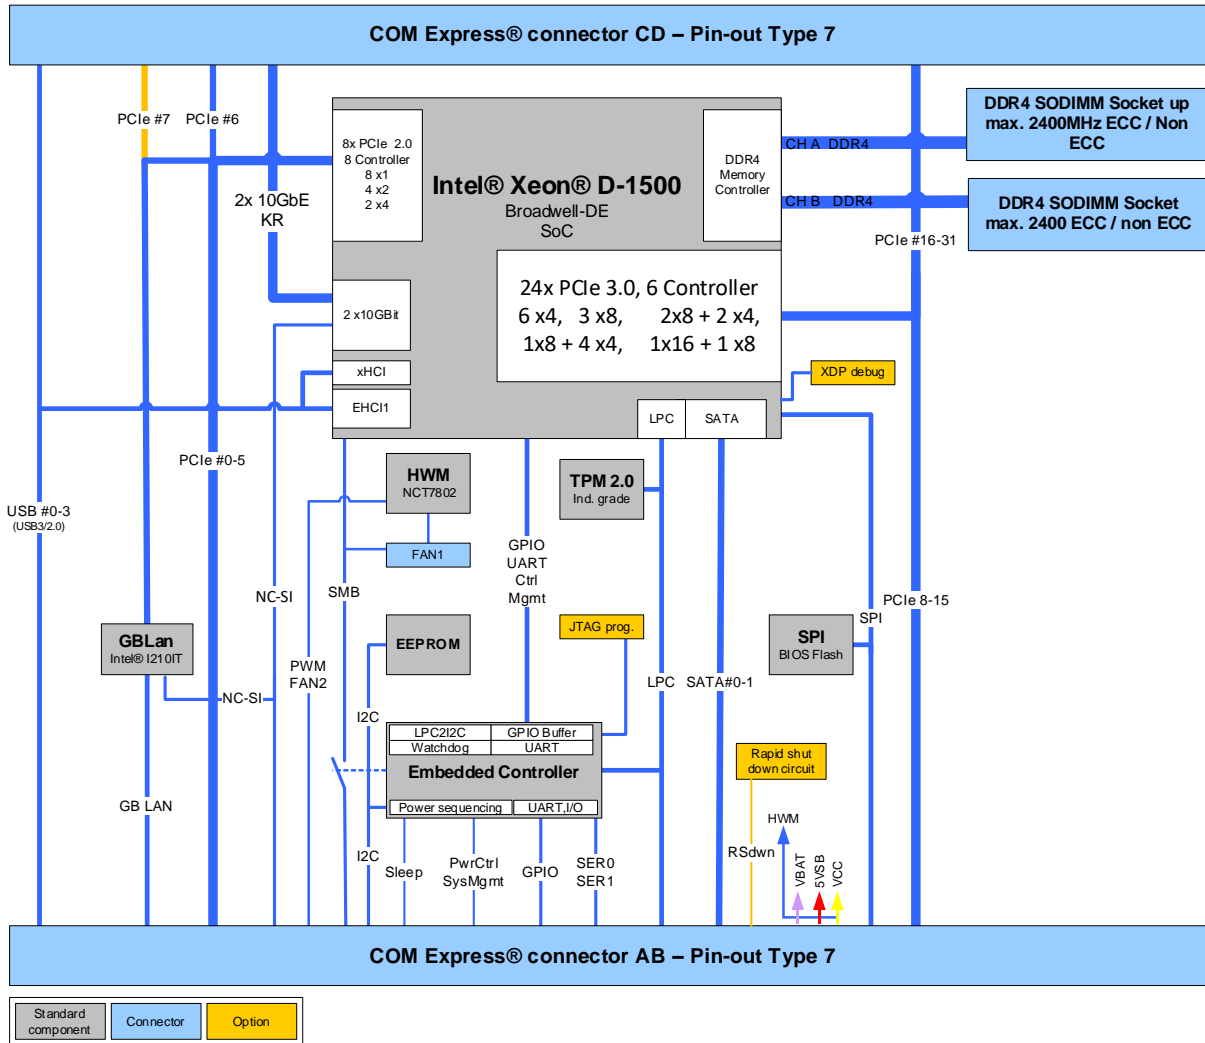 COM Express® connector CD – Pin-out Type 7
PCIe #7
PCIe #6
8x PCIe 2.0
8 Controller
8 x1
4 x2
2 x4
2x 10GbE
KR
Intel® Xeon® D-1500
Broadwell-DE
SoC
DDR4
Memory
Controller
CH A DDR4
CH B DDR4
DDR4 SODIMM Socket up
max. 2400MHz ECC / Non
ECC
DDR4 SODIMM Socket
max. 2400 ECC / non ECC
PCIe #16-31
24x PCIe 3.0, 6 Controller
6 x4, 3 x8, 2x8 + 2 x4,
1x8 + 4 x4, 1x16 + 1 x8
2 x10GBit
xHCI
EHCI1
XDP debug
LPC
SATA
PCIe #0-5
USB #0-3
(USB3/2.0)
HWM
NCT7802
FAN1
TPM 2.0
Ind. grade
GPIO
UART
Ctrl
Mgmt
NC-SI
SMB
PCIe 8-15
SPI
GBLan
Intel® I210IT
EEPROM
JTAG prog.
SPI
BIOS Flash
PWM
FAN2
NC-SI
LPC
SATA#0-1
I2C
LPC2I2C
GPIO Buffer
Watchdog
UART
Embedded Controller
Power sequencing
UART,I/O
Rapid shut
down circuit
GB LAN
HWM
I2C
Sleep
PwrCtrl
SysMgmt
GPIO
SER0
SER1
RSdwn
VBAT
5VSB
VCC
COM Express® connector AB – Pin-out Type 7
Standard
component
Connector
Option